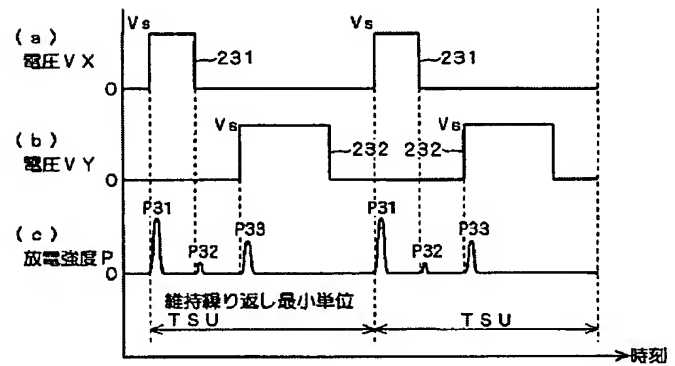 (a)
電圧VX
Vs
231
Vs
231
0
(b)
電圧VY
Vs
232
Vs
232
0
(c)
放電強度P
P31
P32
P33
P31
P32
P33
0
維持繰り返し最小単位
TSU
TSU
時刻